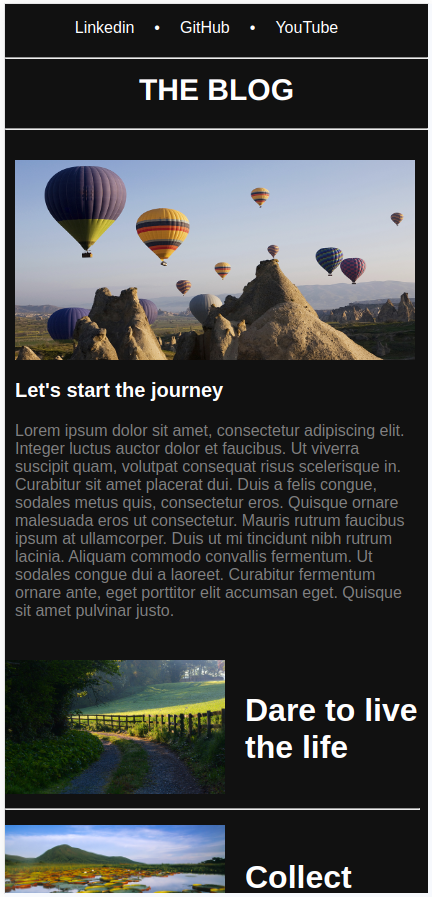 Linkedin • GitHub • YouTube
THE BLOG
Let's start the journey
Lorem ipsum dolor sit amet, consectetur adipiscing elit.
Integer luctus auctor dolor et faucibus. Ut viverra
suscipit quam, volutpat consequat risus scelerisque in.
Curabitur sit amet placerat dui. Duis a felis congue,
sodales metus quis, consectetur eros. Quisque ornare
malesuada eros ut consectetur. Mauris rutrum faucibus
ipsum at ullamcorper. Duis ut mi tincidunt nibh rutrum
lacinia. Aliquam commodo convallis fermentum. Ut
sodales congue dui a laoreet. Curabitur fermentum
ornare ante, eget porttitor elit accumsan eget. Quisque
sit amet pulvinar justo.
Dare to live
the life
Collect